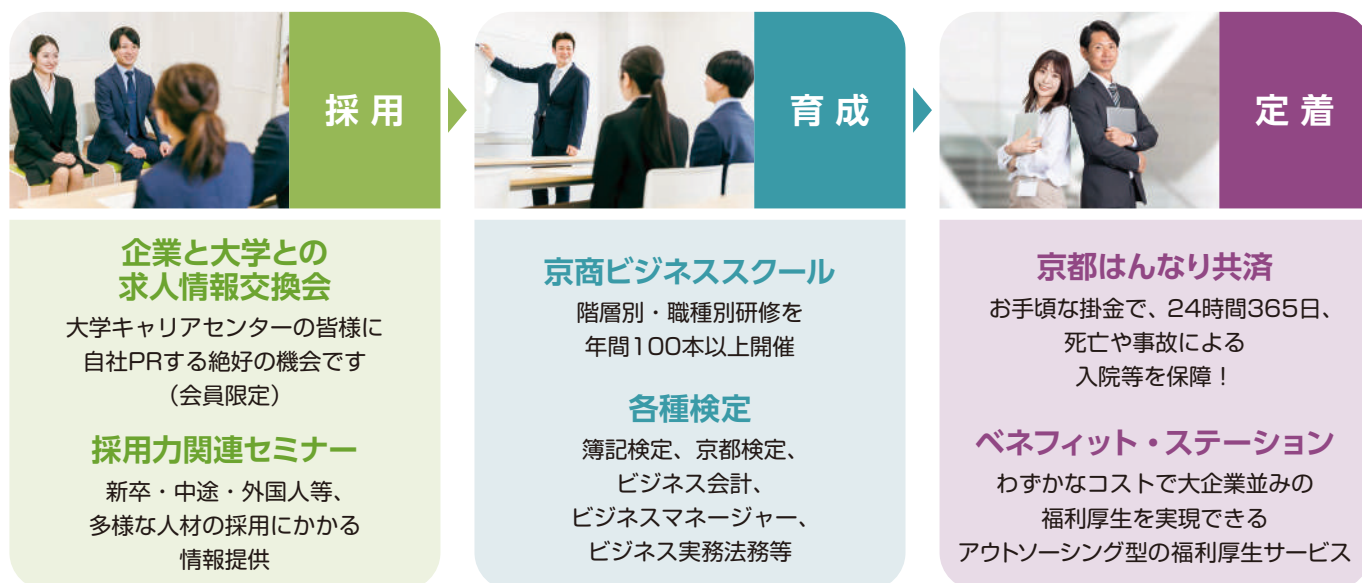 採用
企業と大学との
求人情報交換会
大学キャリアセンターの皆様に
自社PRする絶好の機会です
（会員限定）
採用力関連セミナー
新卒・中途・外国人等、
多様な人材の採用にかかる
情報提供
育成
京商ビジネススクール
階層別・職種別研修を
年間100本以上開催
各種検定
簿記検定、京都検定、
ビジネス会計、
ビジネスマネージャー、
ビジネス実務法務等
定着
京都はんなり共済
お手頃な掛金で、24時間365日、
死亡や事故による
入院等を保障！
ベネフィット・ステーション
わずかなコストで大企業並みの
福利厚生を実現できる
アウトソーシング型の福利厚生サービス